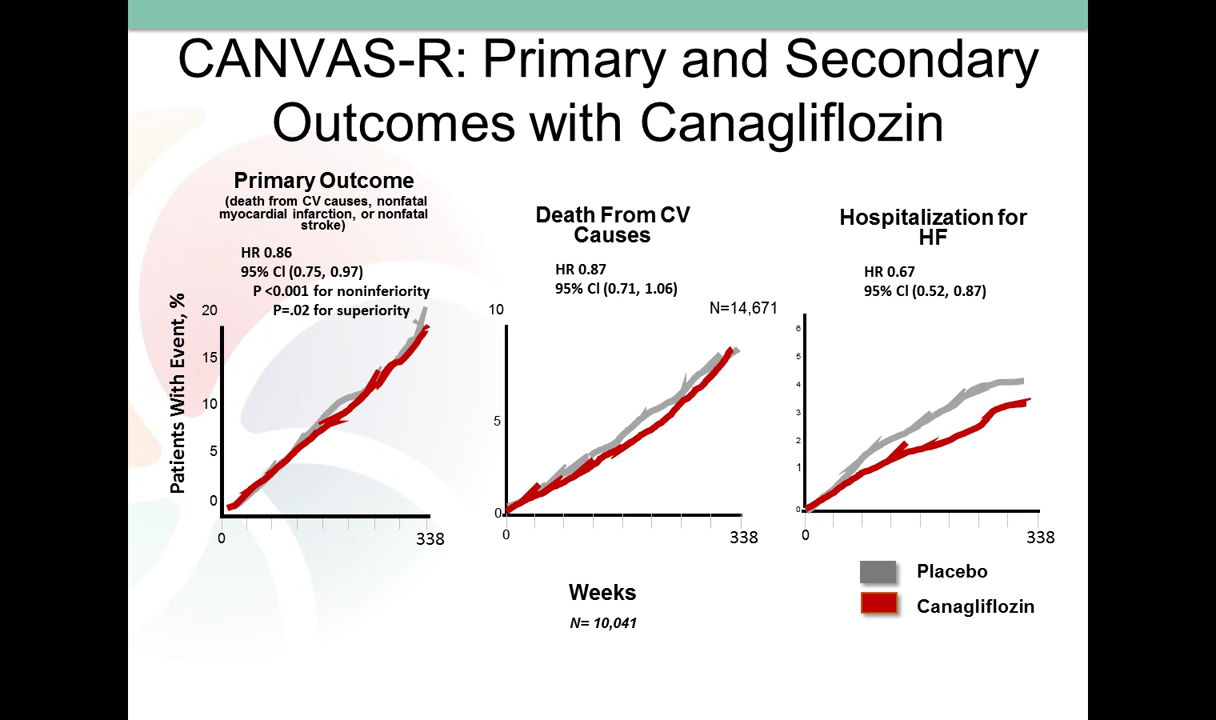 CANVAS-R: Primary and Secondary
Outcomes with Canagliflozin
Primary Outcome
(death from CV causes, nonfatal
myocardial infarction, or nonfatal
stroke)
HR 0.86
95% Cl (0.75, 0.97)
P <0.001 for noninferiority
P=.02 for superiority
Patients With Event, %
20
15
10
5
0
0
338
Death From CV
Causes
HR 0.87
95% Cl (0.71, 1.06)
N=14,671
10
5
0
0
338
Hospitalization for
HF
HR 0.67
95% Cl (0.52, 0.87)
6
5
4
3
2
1
0
0
338
Weeks
N= 10,041
Placebo
Canagliflozin